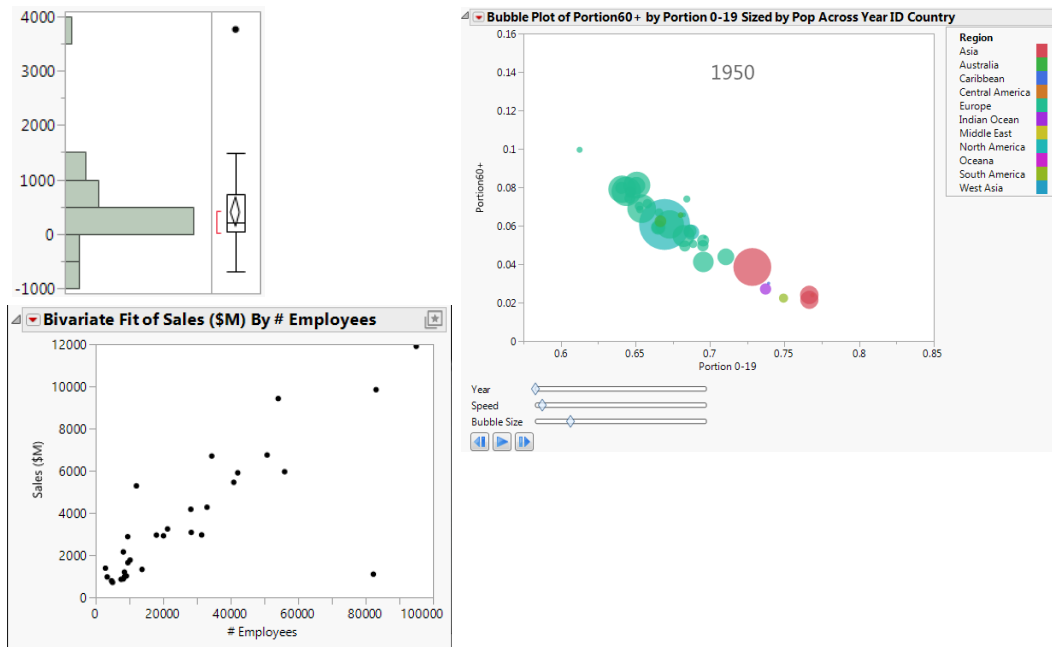 4000
3000
2000
1000
0
-1000
Bivariate Fit of Sales ($M) By # Employees
12000
10000
8000
6000
4000
2000
0
Sales ($M)
0 20000 40000 60000 80000 100000
# Employees
Bubble Plot of Portion60+ by Portion 0-19 Sized by Pop Across Year ID Country
0.16
0.14
0.12
0.1
0.08
0.06
0.04
0.02
0
Portion60+
1950
0.6 0.65 0.7 0.75 0.8 0.85
Portion 0-19
Region
Asia
Australia
Caribbean
Central America
Europe
Indian Ocean
Middle East
North America
Oceana
South America
West Asia
Year
Speed
Bubble Size